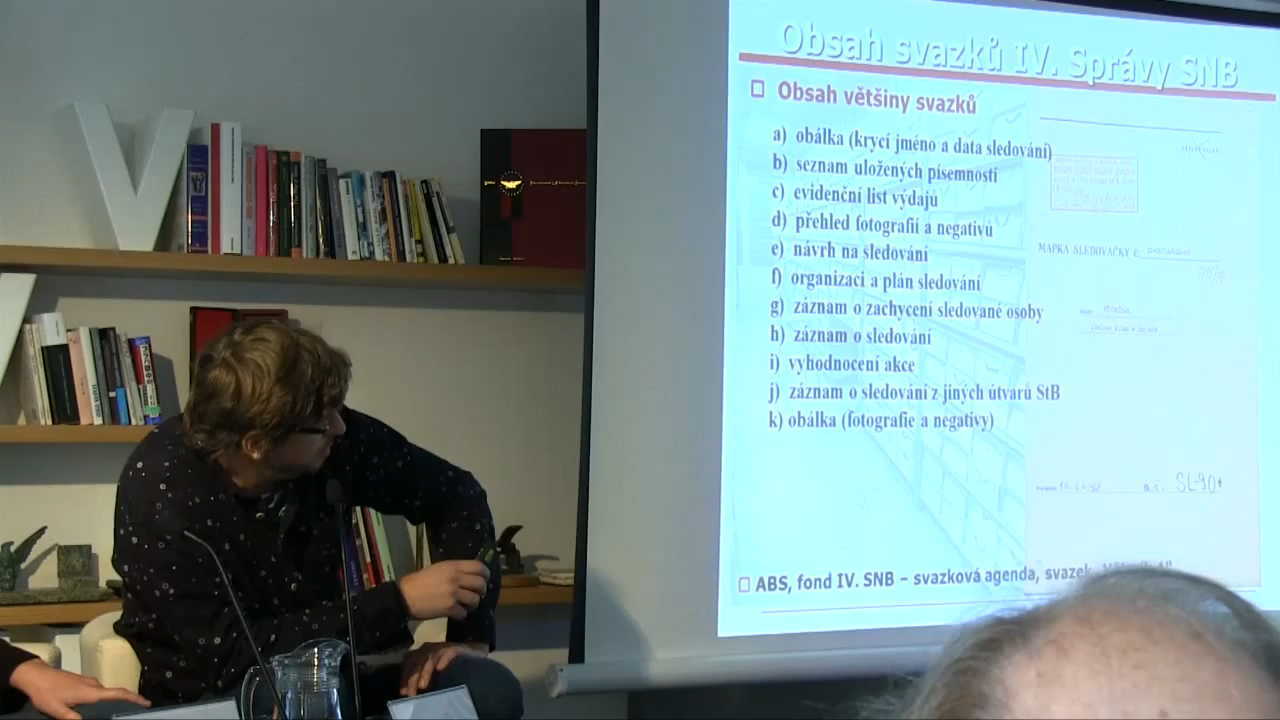 Obsah svazků IV. Správy SNB
Obsah většiny svazků
a) obálka (krycí jméno a data sledování)
b) seznam uložených písemností
c) evidenční list výdajů
d) přehled fotografií a negativů
e) návrh na sledování
f) organizaci a plán sledování
g) záznam o zachycení sledované osoby
h) záznam o sledování
i) vyhodnocení akce
j) záznam o sledování z jiných útvarů StB
k) obálka (fotografie a negativy)
MAPKA SLEDOVAČKY č.
a.č. SL-90
ABS, fond IV. SNB – svazková agenda, svazek
V